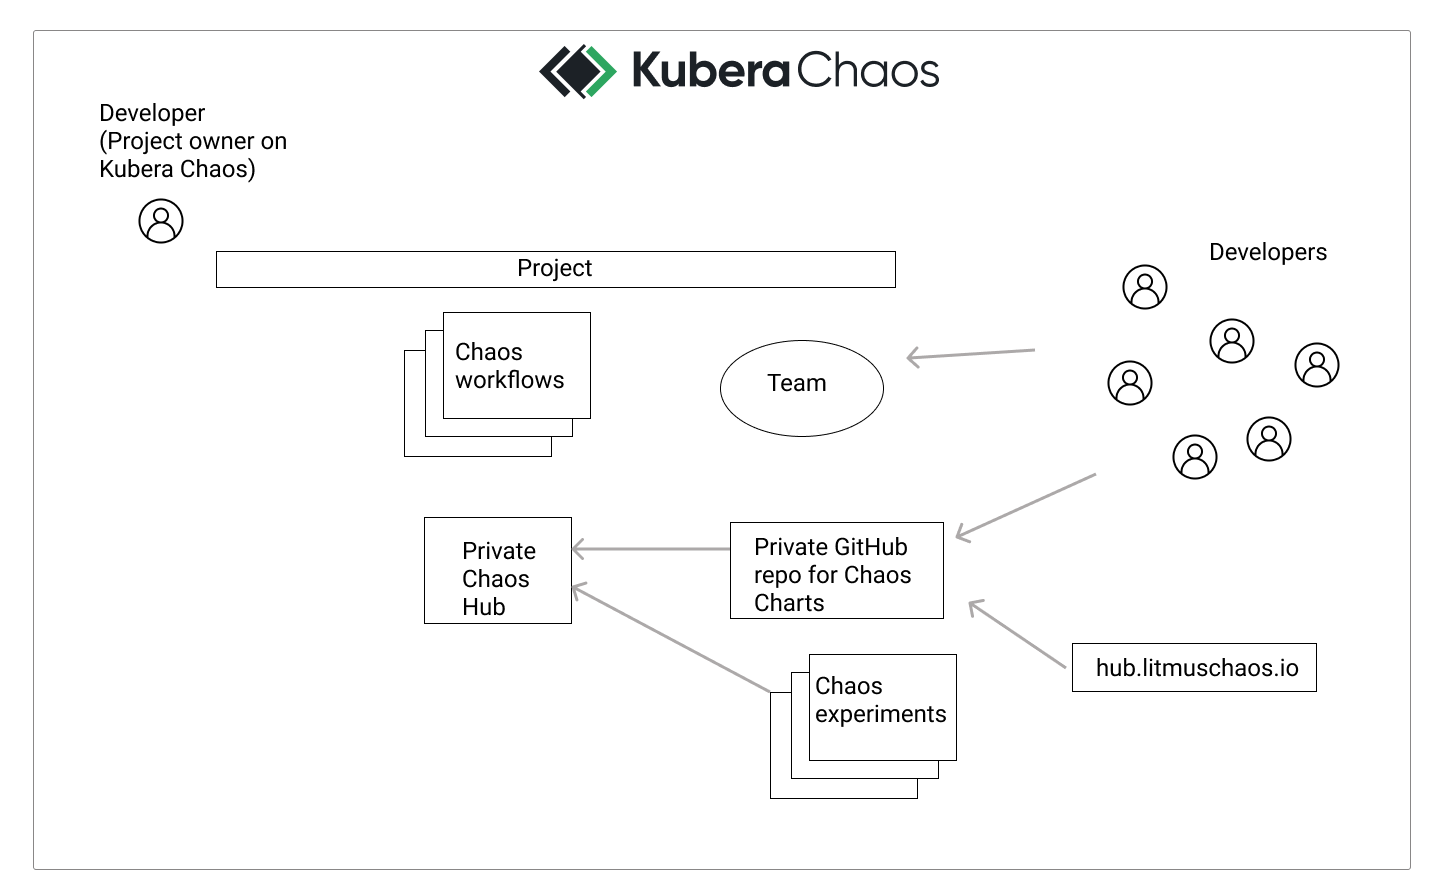 Kubera Chaos
Developer
(Project owner on
Kubera Chaos)
Project
Developers
Chaos
workflows
Team
Private
Chaos
Hub
Private GitHub
repo for Chaos
Charts
hub.litmuschaos.io
Chaos
experiments